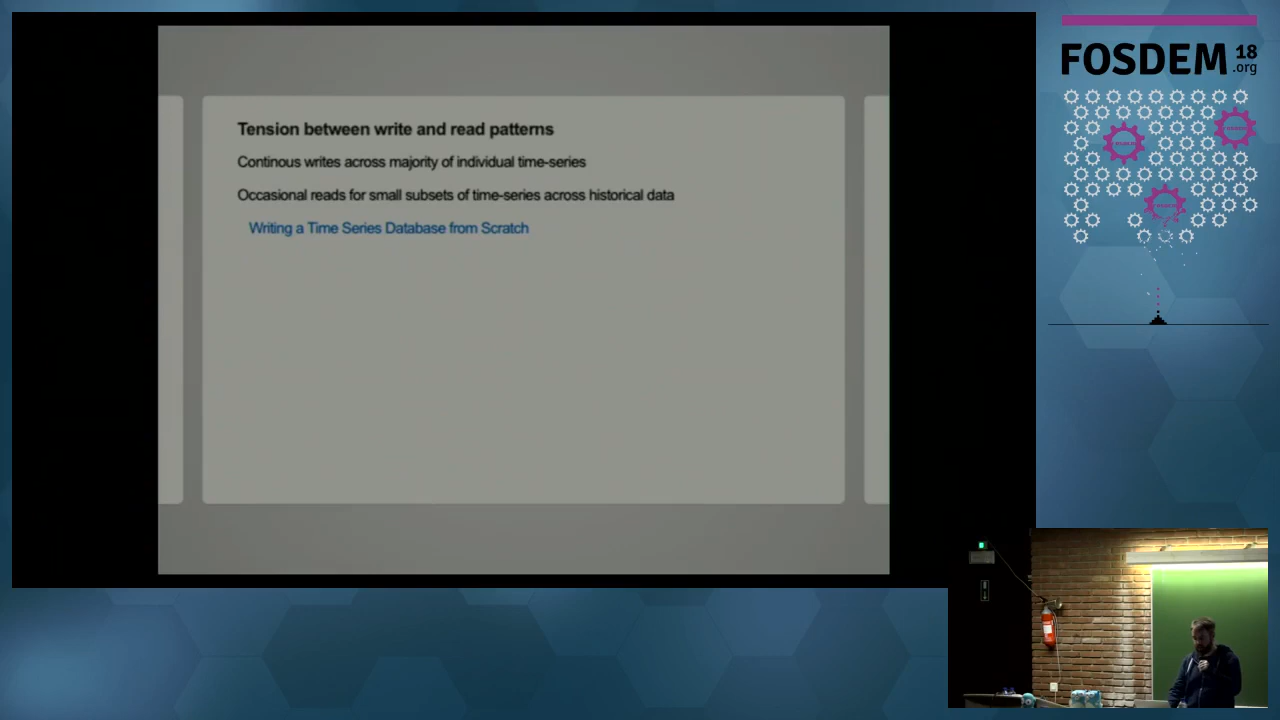 Tension between write and read patterns
Continous writes across majority of individual time-series
Occasional reads for small subsets of time-series across historical data
Writing a Time Series Database from Scratch
FOSDEM 18
.org